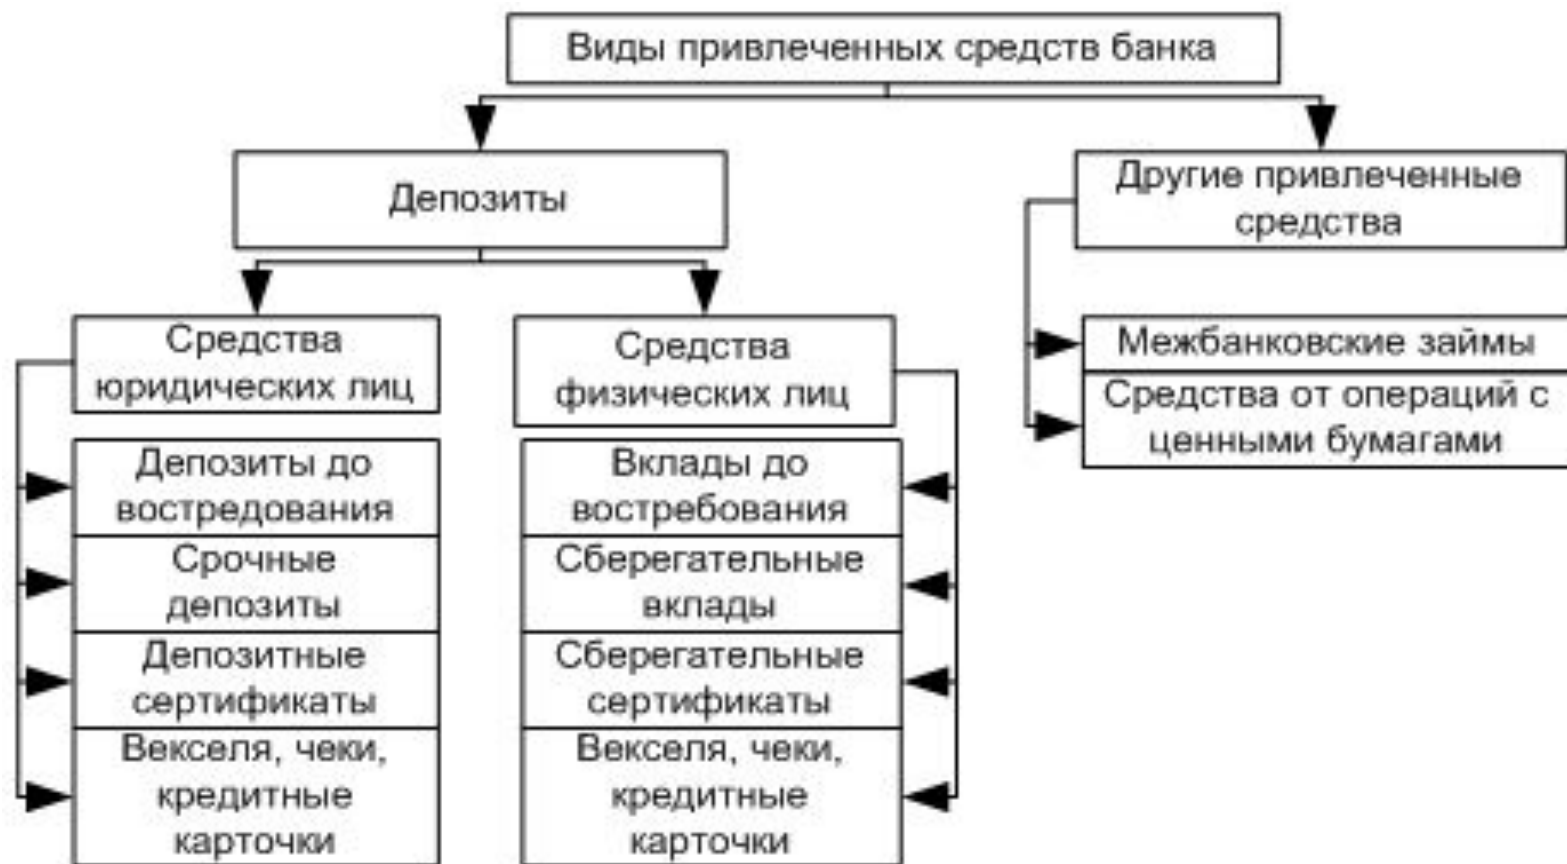 Виды привлеченных средств банка
Депозиты
Другие привлеченные
средства
Средства
юридических лиц
Средства
физических лиц
Межбанковские займы
Средства от операций с
ценными бумагами
Депозиты до
востредования
Срочные
депозиты
Депозитные
сертификаты
Векселя, чеки,
кредитные
карточки
Вклады до
востребования
Сберегательные
вклады
Сберегательные
сертификаты
Векселя, чеки,
кредитные
карточки